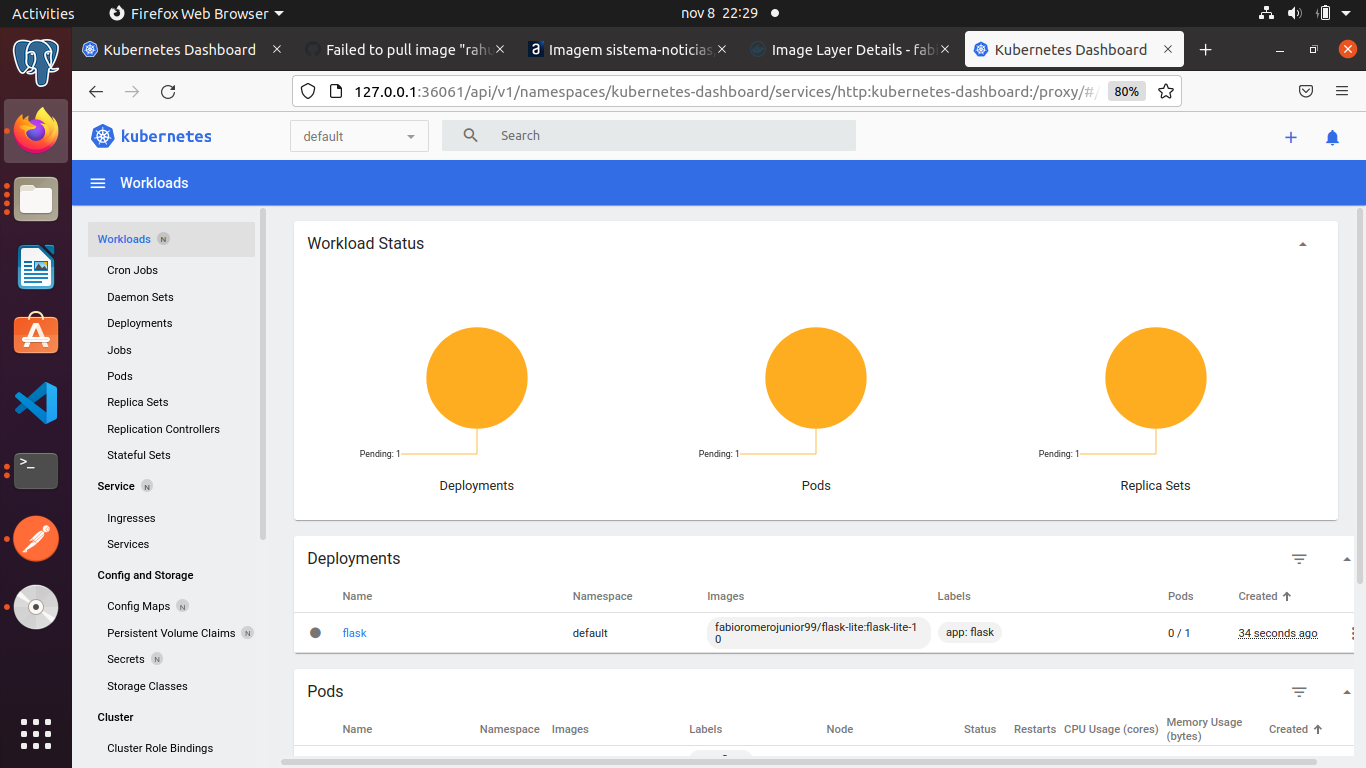 Activities
Firefox Web Browser
nov 8 22:29
Kubernetes Dashboard
Failed to pull image "rahu
Imagem sistema-noticias
Image Layer Details - fab
Kubernetes Dashboard
127.0.0.1:36061/api/v1/namespaces/kubernetes-dashboard/services/http:kubernetes-dashboard:/proxy/#/
80%
kubernetes
default
Search
Workloads
Workloads N
Cron Jobs
Daemon Sets
Deployments
Jobs
Pods
Replica Sets
Replication Controllers
Stateful Sets
Service N
Ingresses
Services
Config and Storage
Config Maps N
Persistent Volume Claims N
Secrets N
Storage Classes
Cluster
Cluster Role Bindings
Workload Status
Pending: 1
Deployments
Pending: 1
Pods
Pending: 1
Replica Sets
Deployments
Name Namespace Images Labels Pods Created
flask default fabioromerojunior99/flask-lite:flask-lite-1
0 app: flask 0 / 1 34 seconds ago
Pods
Name Namespace Images Labels Node Status Restarts CPU Usage (cores) Memory Usage
(bytes) Created